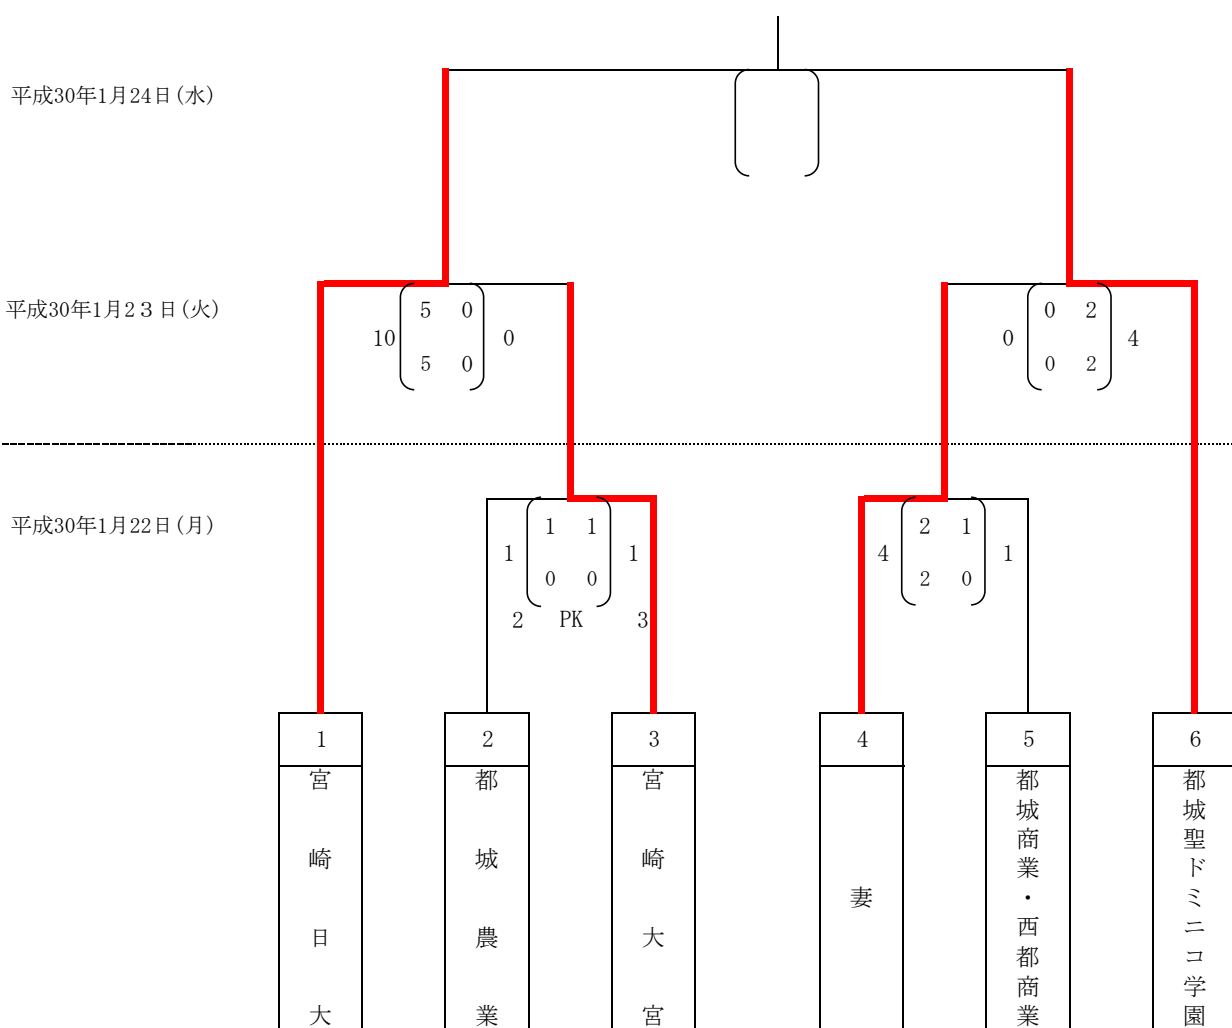 平成30年1月24日(水)
平成30年1月2３日(火)
5 0
10 0
5 0
0 2
0 4
0 2
平成30年1月22日(月)
1 1
1 1
0 0
2 PK 3
2 1
4 1
2 0
1
2
3
4
5
6
宮崎日大
都城農業
宮崎大宮
妻
都城商業・西都商業
都城聖ドミニコ学園